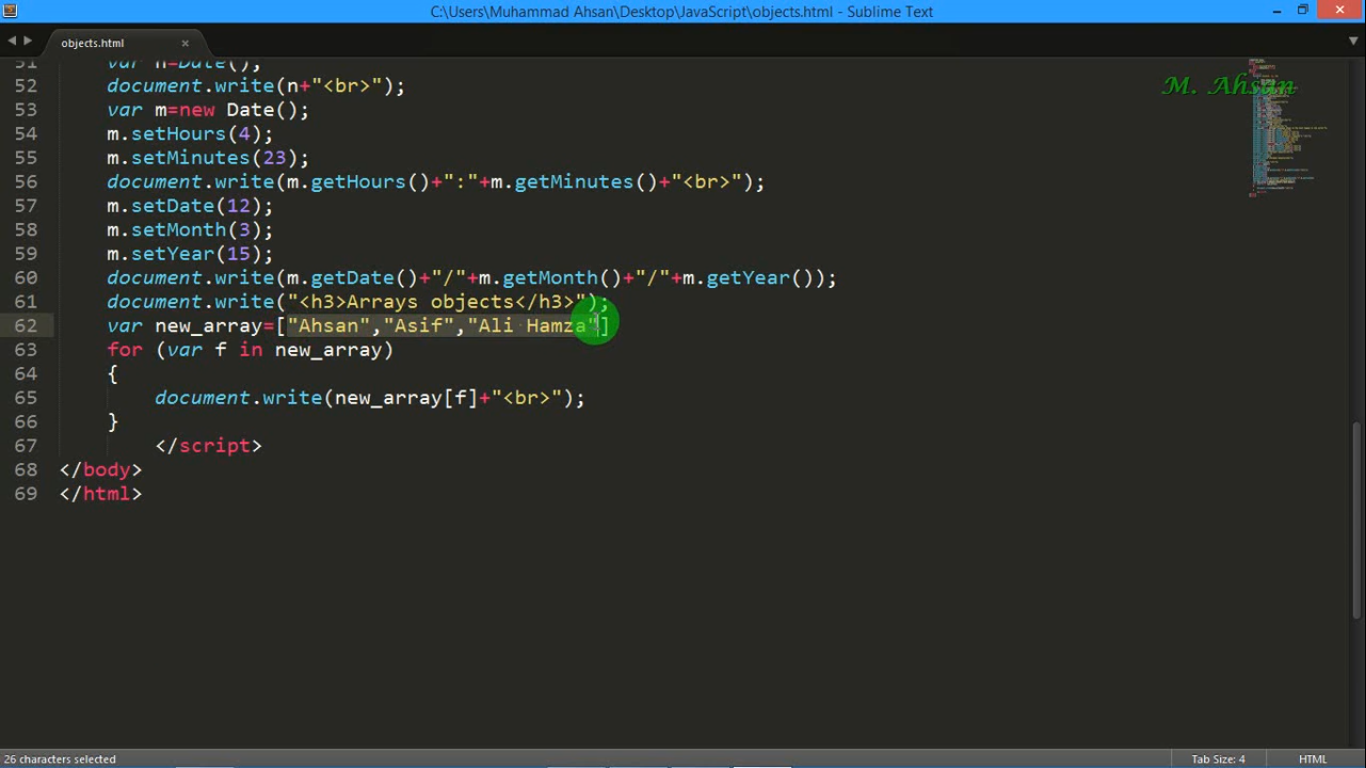 C:\Users\Muhammad Ahsan\Desktop\JavaScript\objects.html - Sublime Text
objects.html
M. Ahsan
51 var n=Date();
52 document.write(n+"<br>");
53 var m=new Date();
54 m.setHours(4);
55 m.setMinutes(23);
56 document.write(m.getHours()+":"+m.getMinutes()+"<br>");
57 m.setDate(12);
58 m.setMonth(3);
59 m.setYear(15);
60 document.write(m.getDate()+"/"+m.getMonth()+"/"+m.getYear());
61 document.write("<h3>Arrays objects</h3>");
62 var new_array=["Ahsan","Asif","Ali Hamza"]
63 for (var f in new_array)
64 {
65 document.write(new_array[f]+"<br>");
66 }
67 </script>
68 </body>
69 </html>
26 characters selected
Tab Size: 4
HTML